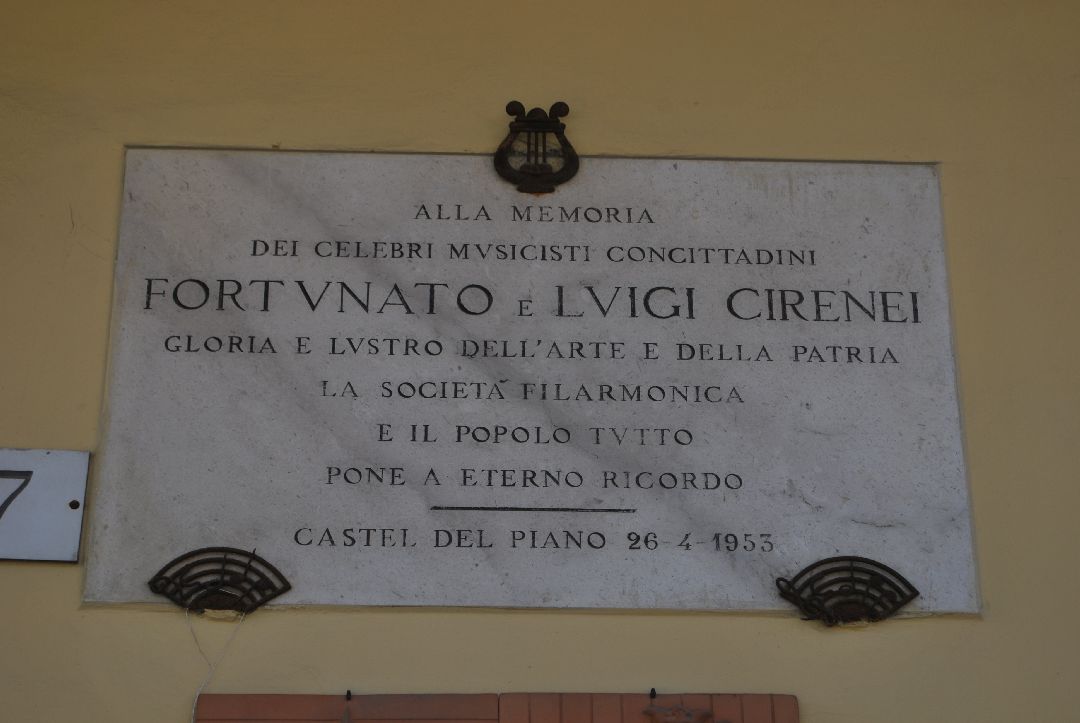 ALLA MEMORIA
DEI CELEBRI MVSICISTI CONCITTADINI
FORTVNATO E LVIGI CIRENEI
GLORIA E LVSTRO DELL'ARTE E DELLA PATRIA
LA SOCIETÀ FILARMONICA
E IL POPOLO TVTTO
PONE A ETERNO RICORDO
CASTEL DEL PIANO 26-4-1953
7